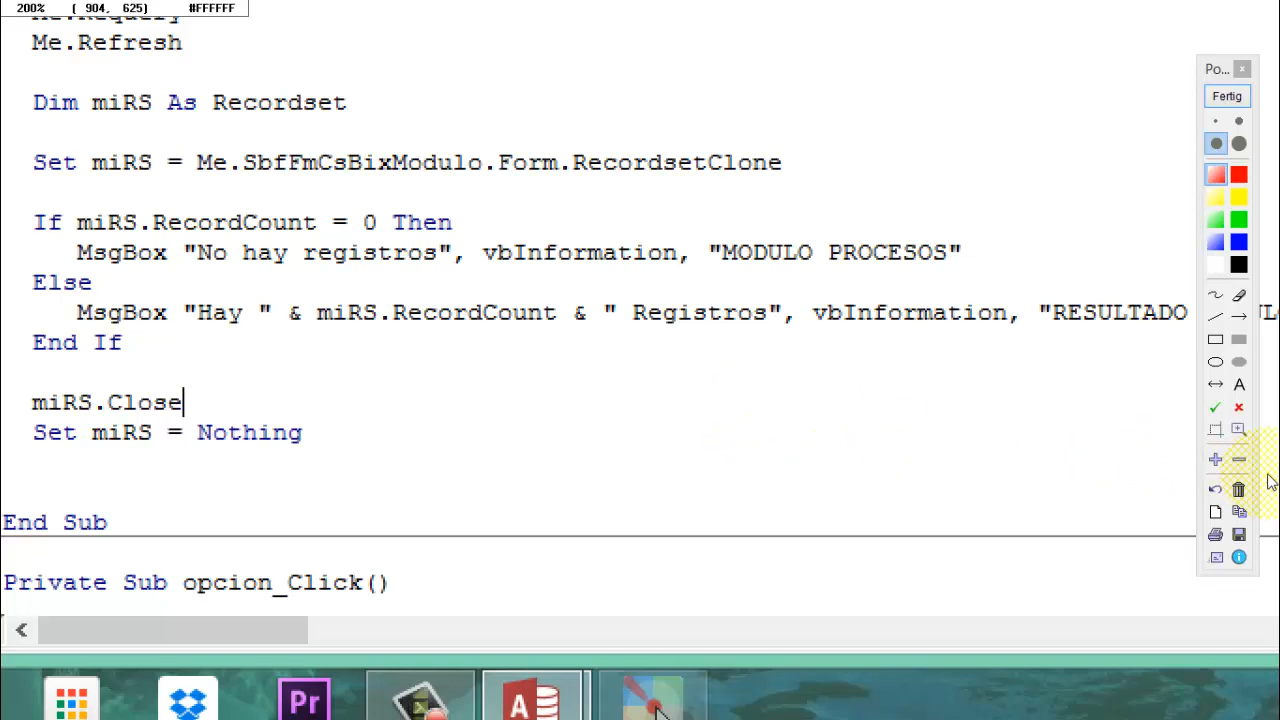 200% ( 904, 625) #FFFFFF
Me.Requery
Me.Refresh
Dim miRS As Recordset
Set miRS = Me.SbfFmCsBixModulo.Form.RecordsetClone
If miRS.RecordCount = 0 Then
MsgBox "No hay registros", vbInformation, "MODULO PROCESOS"
Else
MsgBox "Hay " & miRS.RecordCount & " Registros", vbInformation, "RESULTADO
End If
miRS.Close
Set miRS = Nothing
End Sub
Private Sub opcion_Click()
Po... x
Fertig
A
Pr
A